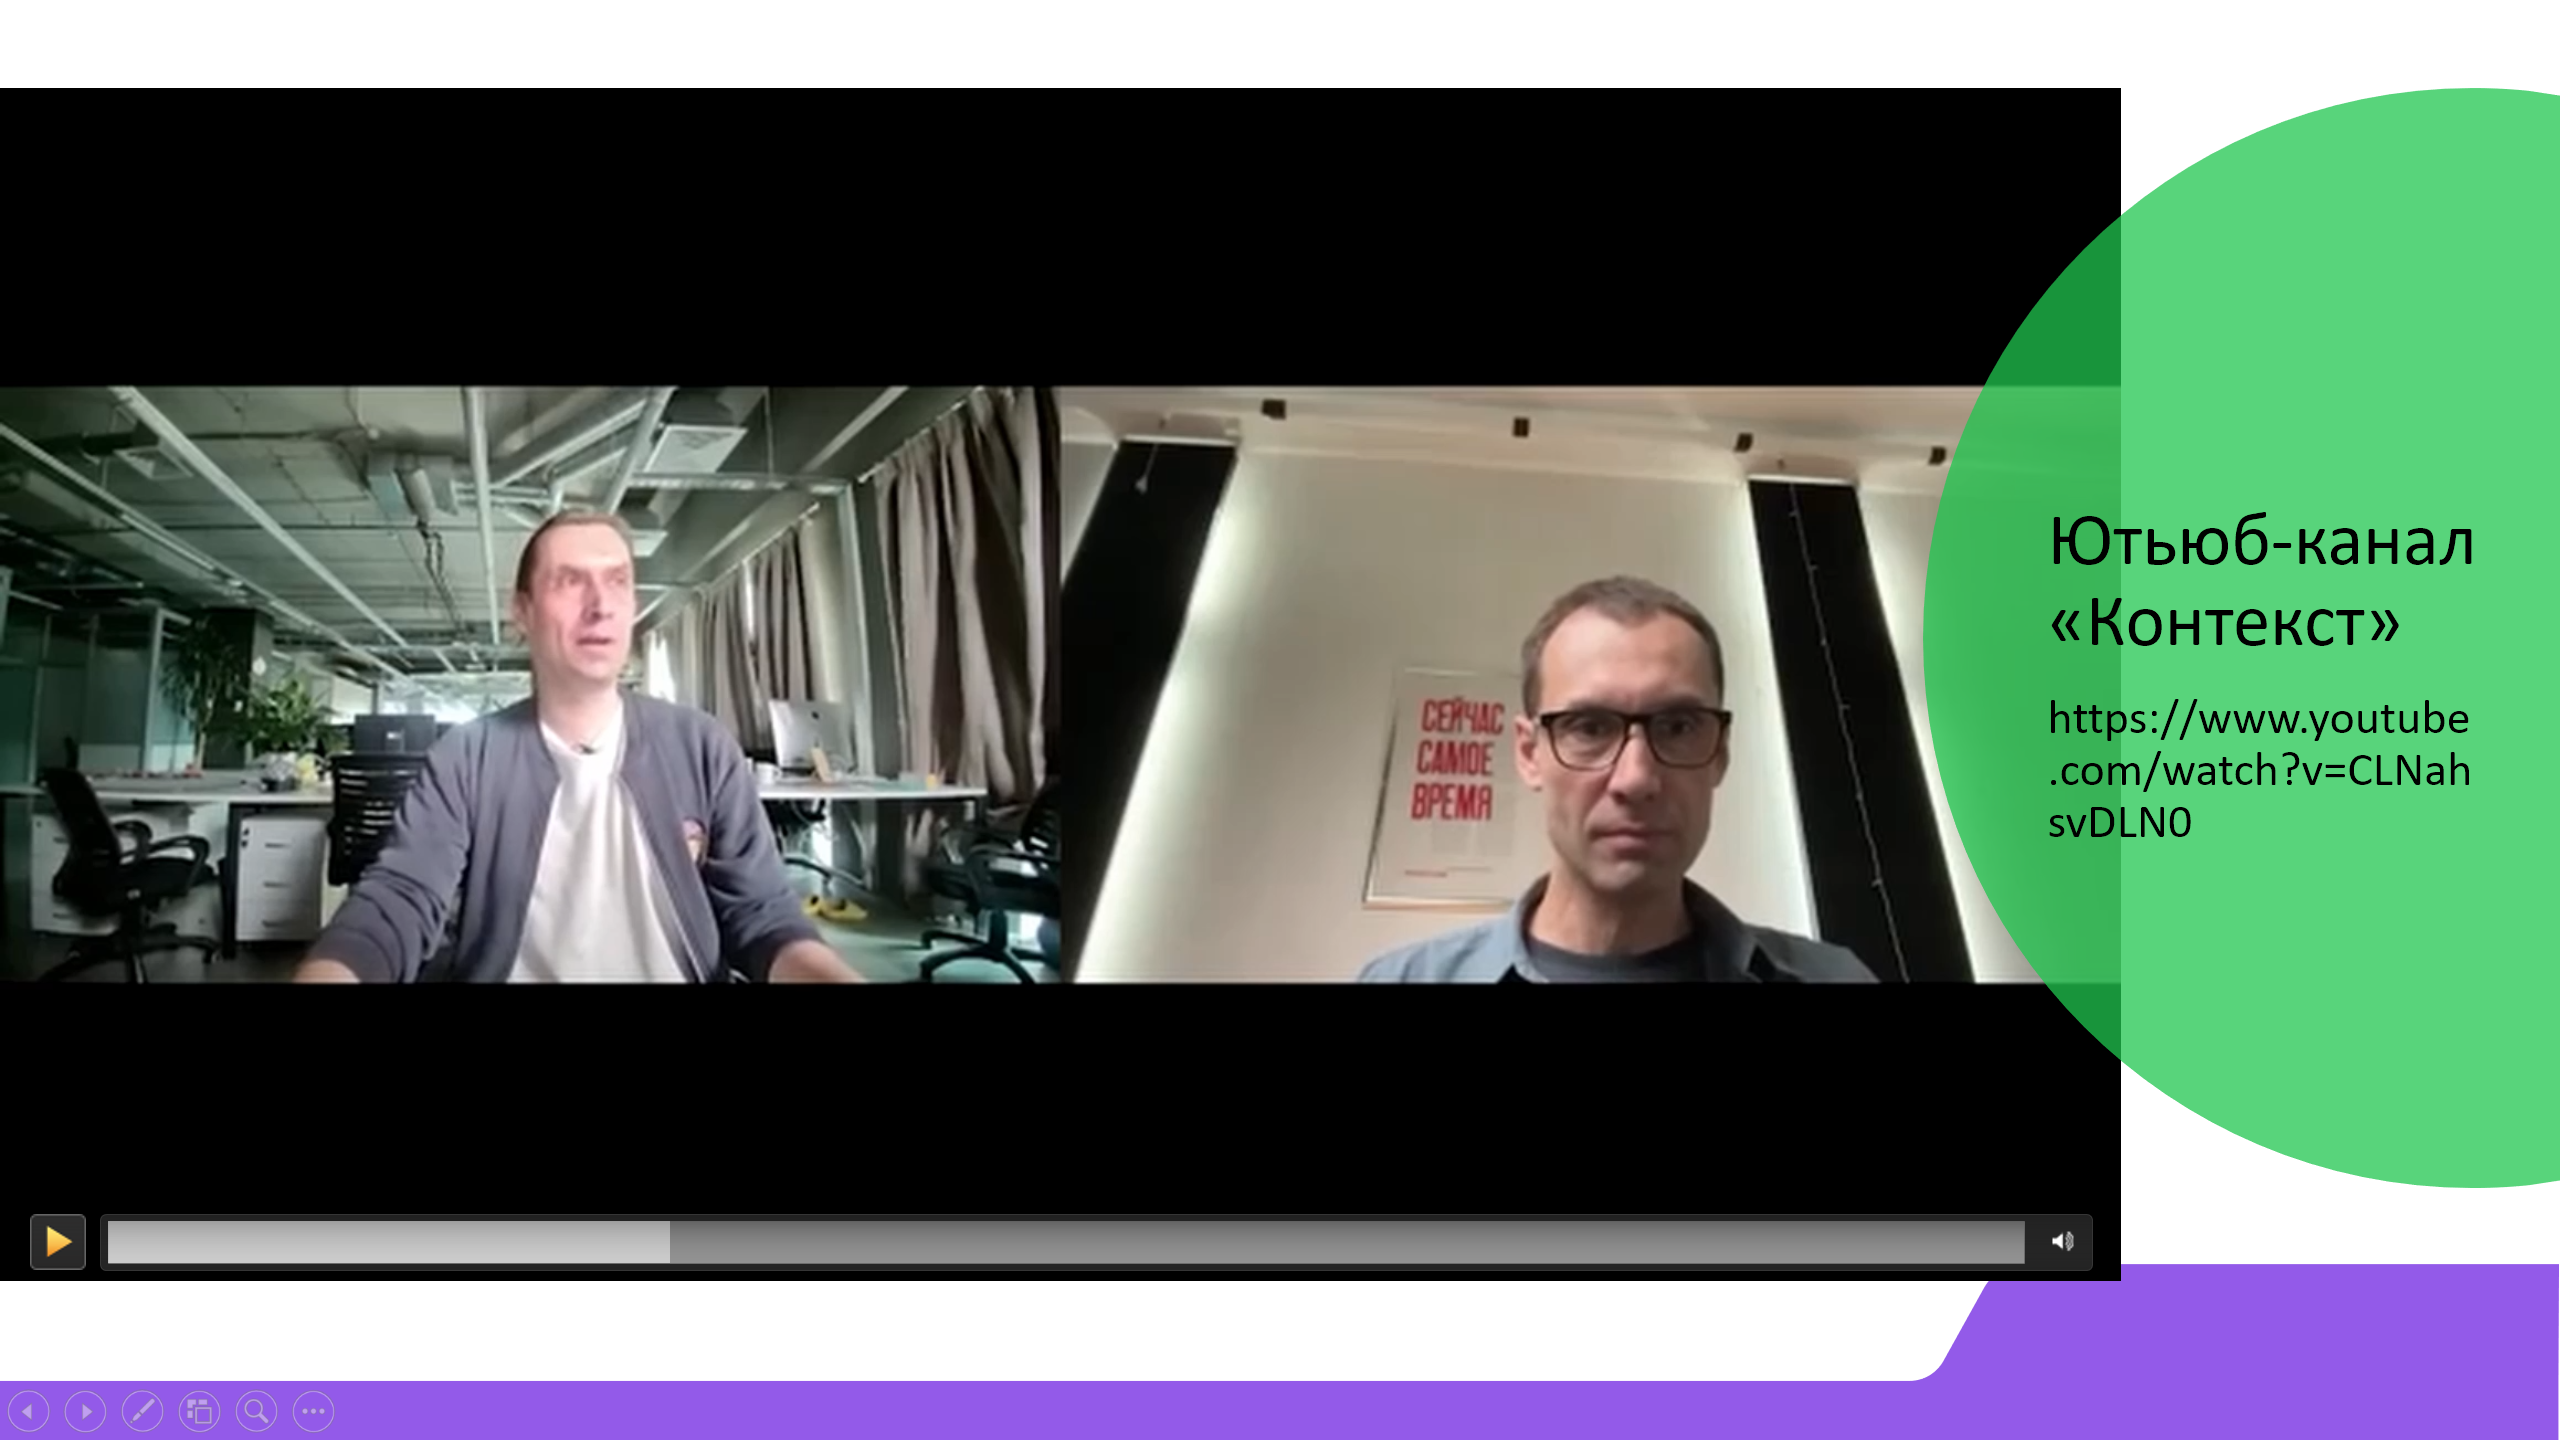 СЕЙЧАС
САМОЕ
ВРЕМЯ
Ютьюб-канал
«Контекст»
https://www.youtube
.com/watch?v=CLNah
svDLN0